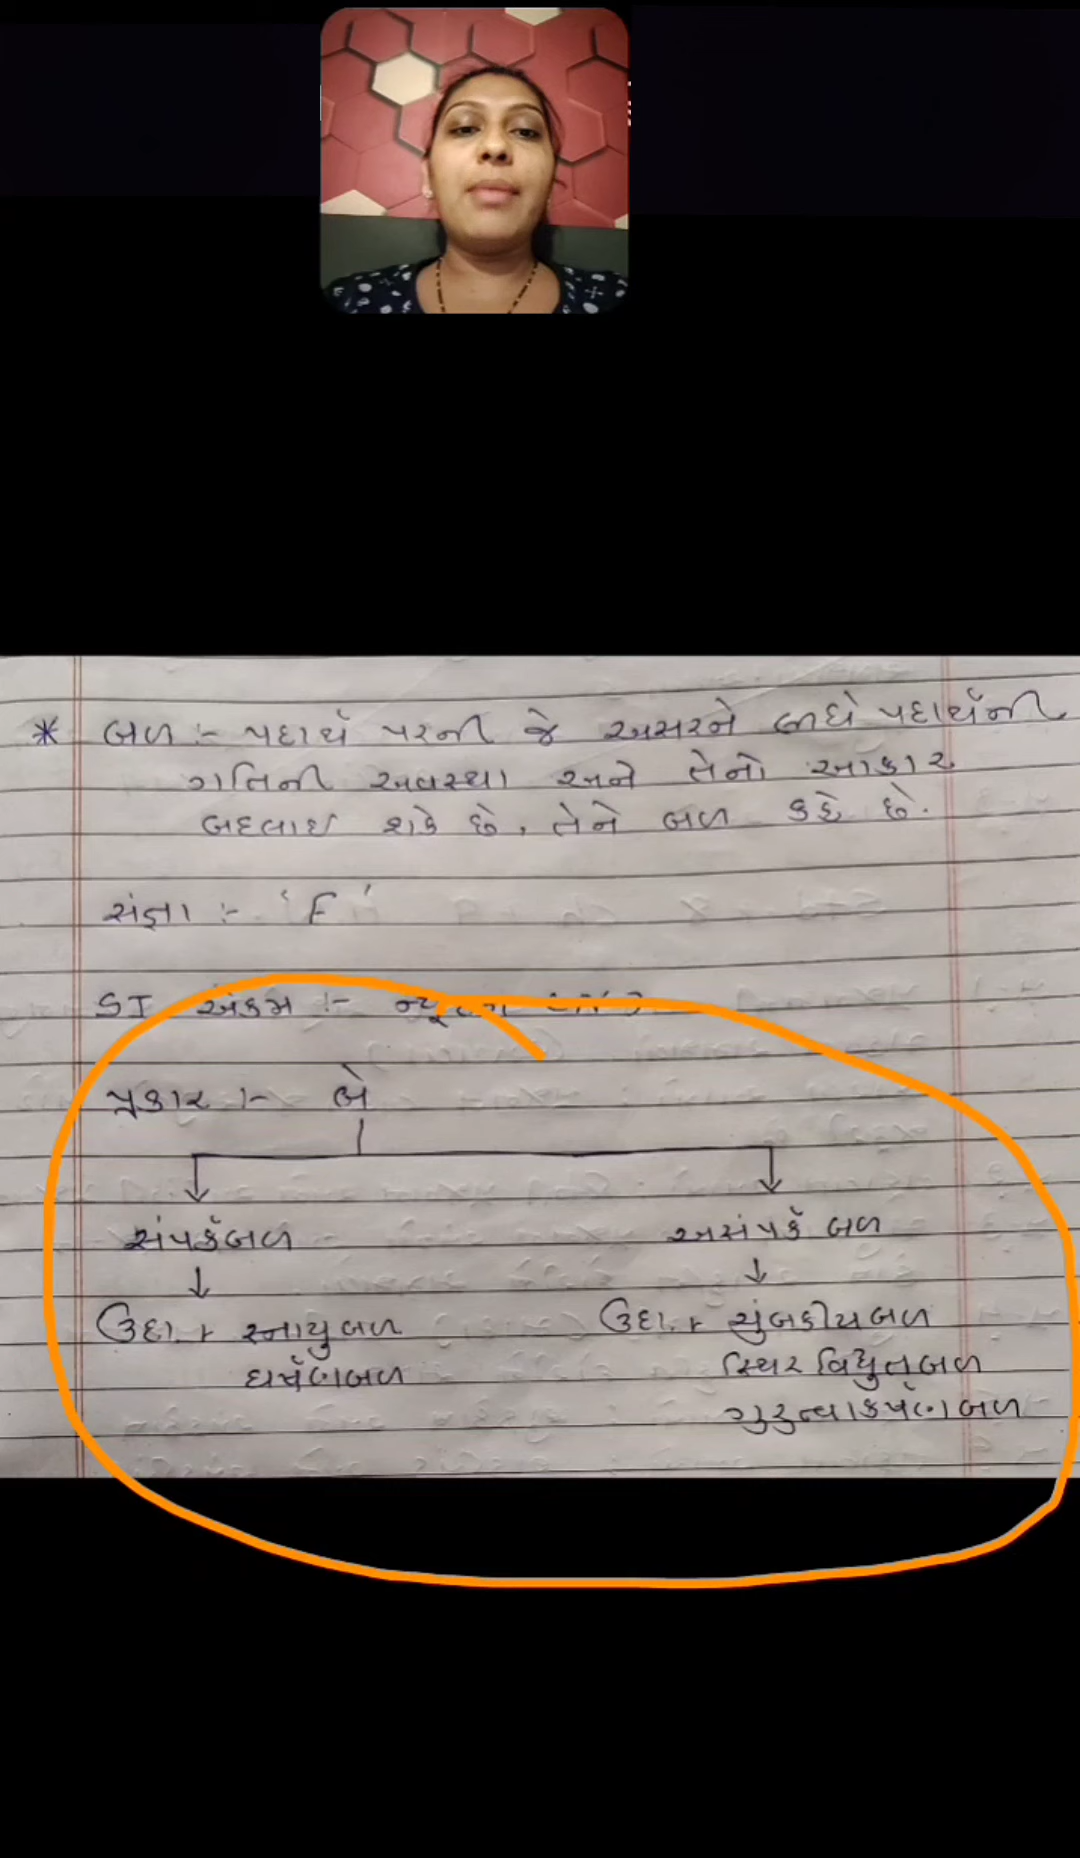 * બળ :- પદાર્થ પરની જે અસરને લીધે પદાર્થની
ગતિની અવસ્થા અને તેનો આકાર
બદલાઇ શકે છે, તેને બળ કહે છે.
સંજ્ઞા :- 'F'
SI એકમ :- ન્યૂટન
પ્રકાર :- બે
સંપર્કબળ અસંપર્ક બળ
ઉદા. સ્નાયુબળ ઉદા. ચુંબકીયબળ
ઘર્ષણબળ સ્થિર વિદ્યુતબળ
ગુરુત્વાકર્ષણબળ